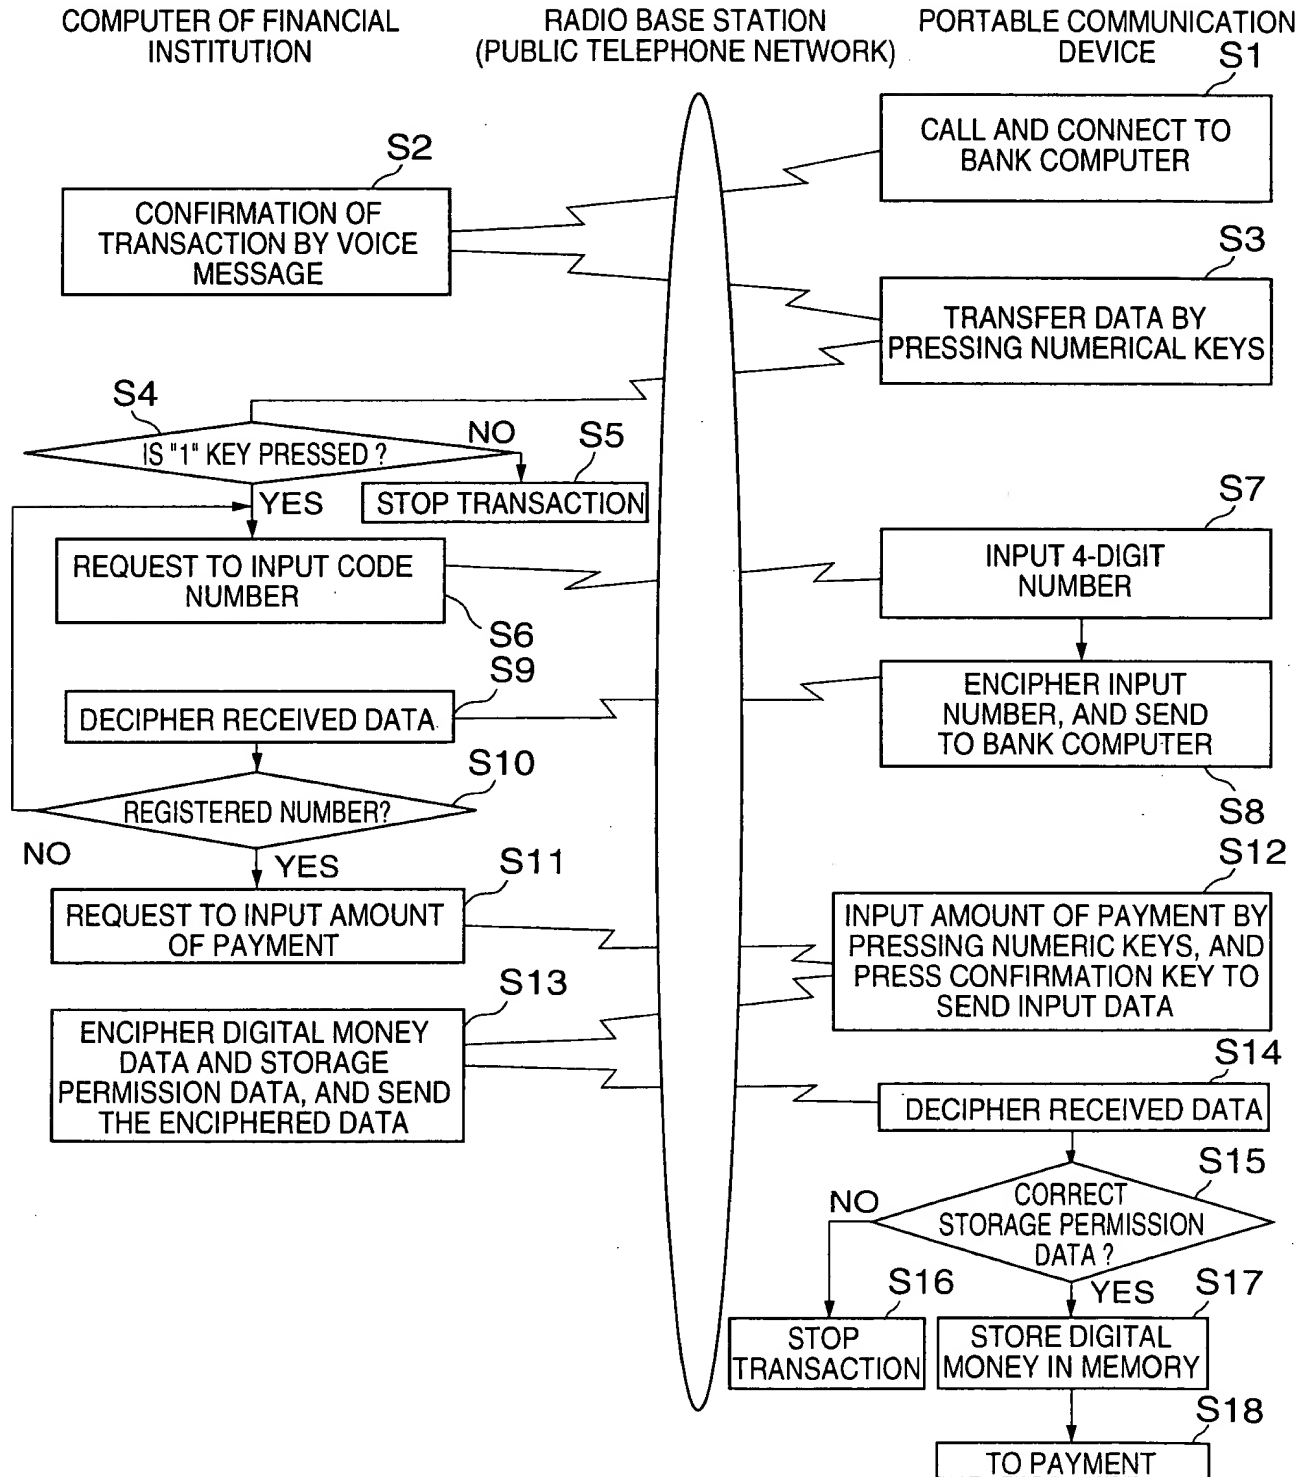 COMPUTER OF FINANCIAL
INSTITUTION
RADIO BASE STATION
(PUBLIC TELEPHONE NETWORK)
PORTABLE COMMUNICATION
DEVICE
S1
CALL AND CONNECT TO
BANK COMPUTER
S2
CONFIRMATION OF
TRANSACTION BY VOICE
MESSAGE
S3
TRANSFER DATA BY
PRESSING NUMERICAL KEYS
S4
IS "1" KEY PRESSED ?
NO
S5
STOP TRANSACTION
YES
REQUEST TO INPUT CODE
NUMBER
S6
S7
INPUT 4-DIGIT
NUMBER
ENCIPHER INPUT
NUMBER, AND SEND
TO BANK COMPUTER
S8
S9
DECIPHER RECEIVED DATA
S10
REGISTERED NUMBER?
NO
YES
S11
REQUEST TO INPUT AMOUNT
OF PAYMENT
S12
INPUT AMOUNT OF PAYMENT BY
PRESSING NUMERIC KEYS, AND
PRESS CONFIRMATION KEY TO
SEND INPUT DATA
S13
ENCIPHER DIGITAL MONEY
DATA AND STORAGE
PERMISSION DATA, AND SEND
THE ENCIPHERED DATA
S14
DECIPHER RECEIVED DATA
S15
CORRECT
STORAGE PERMISSION
DATA ?
NO
YES
S16
STOP
TRANSACTION
S17
STORE DIGITAL
MONEY IN MEMORY
S18
TO PAYMENT